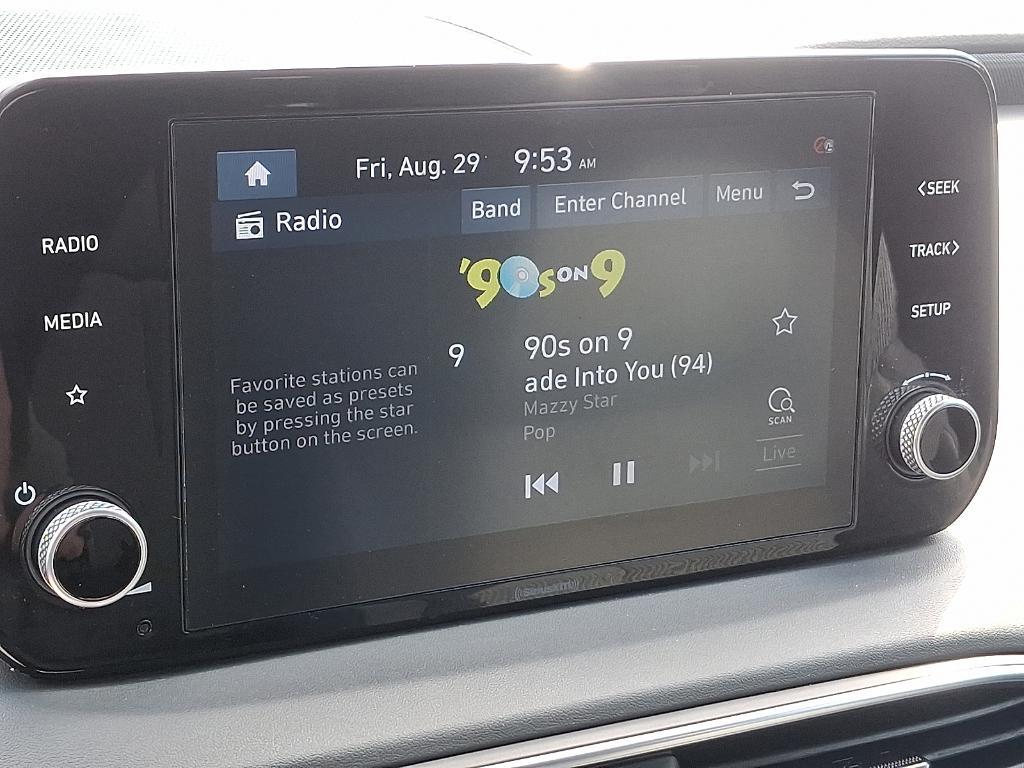 Fri, Aug. 29 9:53 AM
Radio Band Enter Channel Menu
'90s ON 9
9 90s on 9
ade Into You (94)
Mazzy Star
Pop
Favorite stations can
be saved as presets
by pressing the star
button on the screen.
SCAN
Live
RADIO
MEDIA
<SEEK
TRACK>
SETUP
((SiriusXM))